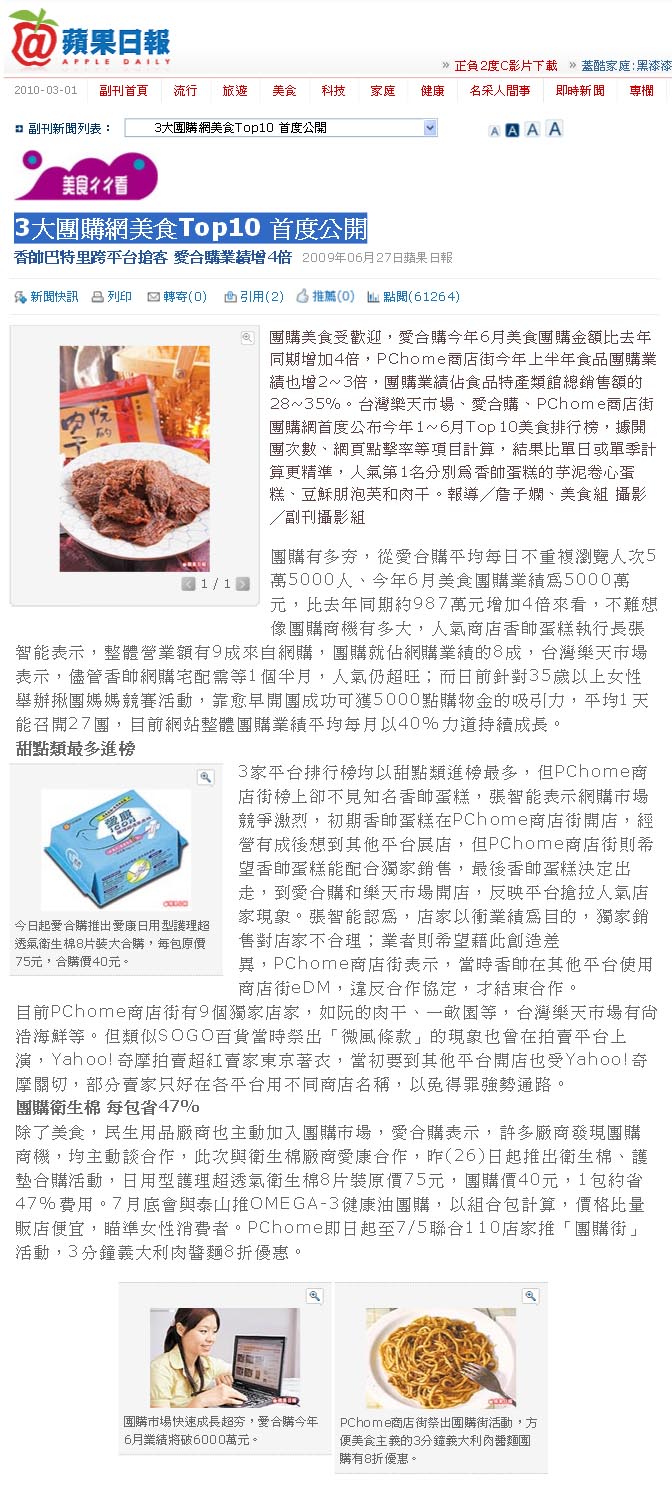 蘋果日報
APPLE DAILY
» 正負2度C影片下載 » 蓋酷家庭:黑漆漆
2010-03-01 副刊首頁 流行 旅遊 美食 科技 家庭 健康 名采人間事 即時新聞 專欄
副刊新聞列表： 3大團購網美食Top10 首度公開 A A A A
美食ㄔㄔ看
3大團購網美食Top10 首度公開
香帥巴特里跨平台搶客 愛合購業績增4倍 2009年06月27日蘋果日報
新聞快訊 列印 轉寄(0) 引用(2) 推薦(0) 點閱(61264)
阮的肉干
1 / 1
團購美食受歡迎，愛合購今年6月美食團購金額比去年
同期增加4倍，PChome商店街今年上半年食品團購業
績也增2~3倍，團購業績佔食品特產類館總銷售額的
28~35%。台灣樂天市場、愛合購、PChome商店街
團購網首度公布今年1~6月Top10美食排行榜，據開
團次數、網頁點擊率等項目計算，結果比單日或單季計
算更精準，人氣第1名分別為香帥蛋糕的芋泥卷心蛋
糕、豆穌朋泡芙和肉干。報導╱詹子嫻、美食組 攝影
╱副刊攝影組
團購有多夯，從愛合購平均每日不重複瀏覽人次5
萬5000人、今年6月美食團購業績為5000萬
元，比去年同期約987萬元增加4倍來看，不難想
像團購商機有多大，人氣商店香帥蛋糕執行長張
智能表示，整體營業額有9成來自網購，團購就佔網購業績的8成，台灣樂天市場
表示，儘管香帥網購宅配需等1個半月，人氣仍超旺；而日前針對35歲以上女性
舉辦揪團媽媽競賽活動，靠愈早開團成功可獲5000點購物金的吸引力，平均1天
能召開27團，目前網站整體團購業績平均每月以40%力道持續成長。
甜點類最多進榜
今日起愛合購推出愛康日用型護理超
透氣衛生棉8片裝大合購，每包原價
75元，合購價40元。
3家平台排行榜均以甜點類進榜最多，但PChome商
店街榜上卻不見知名香帥蛋糕，張智能表示網購市場
競爭激烈，初期香帥蛋糕在PChome商店街開店，經
營有成後想到其他平台展店，但PChome商店街則希
望香帥蛋糕能配合獨家銷售，最後香帥蛋糕決定出
走，到愛合購和樂天市場開店，反映平台搶拉人氣店
家現象。張智能認為，店家以衝業績為目的，獨家銷
售對店家不合理；業者則希望藉此創造差
異，PChome商店街表示，當時香帥在其他平台使用
商店街eDM，違反合作協定，才結束合作。
目前PChome商店街有9個獨家店家，如阮的肉干、一畝園等，台灣樂天市場有尚
浩海鮮等。但類似SOGO百貨當時祭出「微風條款」的現象也曾在拍賣平台上
演，Yahoo!奇摩拍賣超紅賣家東京著衣，當初要到其他平台開店也受Yahoo!奇
摩關切，部分賣家只好在各平台用不同商店名稱，以免得罪強勢通路。
團購衛生棉 每包省47%
除了美食，民生用品廠商也主動加入團購市場，愛合購表示，許多廠商發現團購
商機，均主動談合作，此次與衛生棉廠商愛康合作，昨(26)日起推出衛生棉、護
墊合購活動，日用型護理超透氣衛生棉8片裝原價75元，團購價40元，1包約省
47%費用。7月底會與泰山推OMEGA-3健康油團購，以組合包計算，價格比量
販店便宜，瞄準女性消費者。PChome即日起至7/5聯合110店家推「團購街」
活動，3分鐘義大利肉醬麵8折優惠。
團購市場快速成長超夯，愛合購今年
6月業績將破6000萬元。
PChome商店街祭出團購街活動，方
便美食主義的3分鐘義大利肉醬麵團
購有8折優惠。